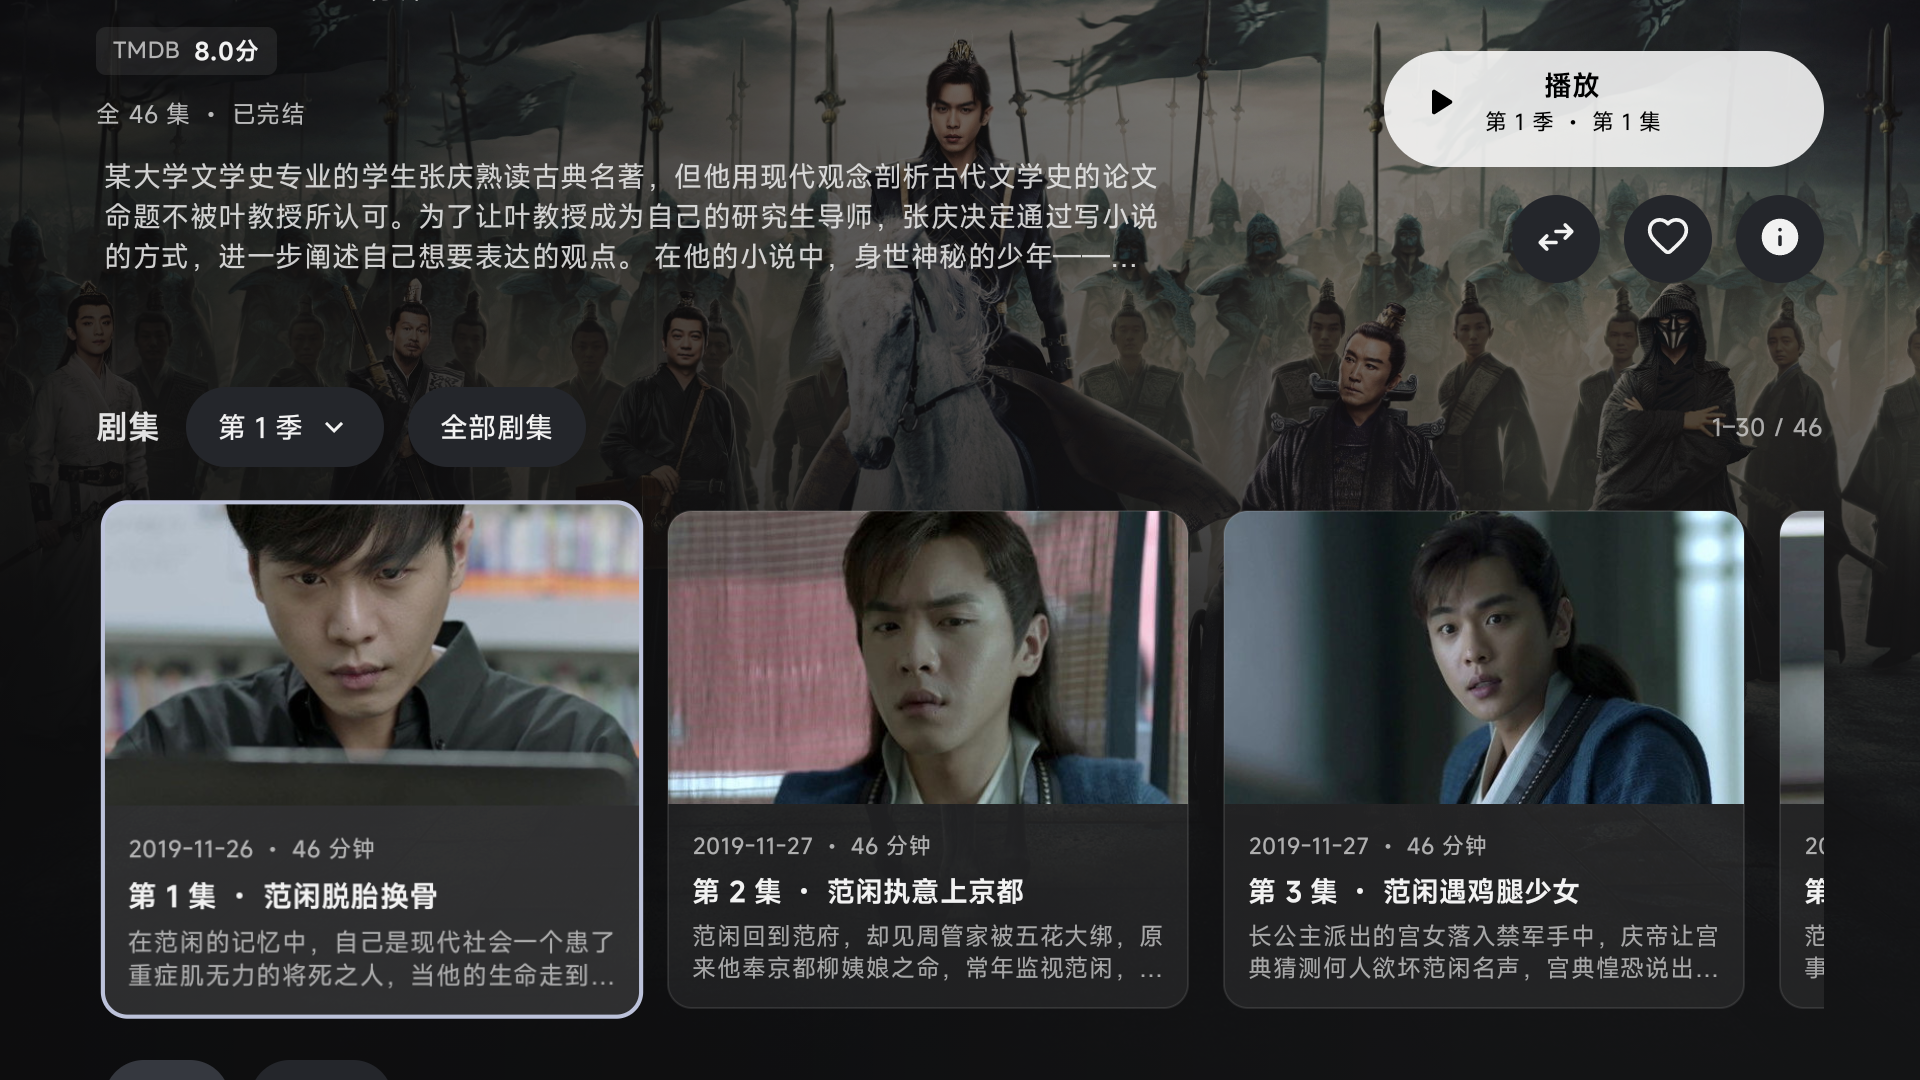 TMDB 8.0分
全 46 集 • 已完结
某大学文学史专业的学生张庆熟读古典名著，但他用现代观念剖析古代文学史的论文
命题不被叶教授所认可。为了让叶教授成为自己的研究生导师，张庆决定通过写小说
的方式，进一步阐述自己想要表达的观点。 在他的小说中，身世神秘的少年——...
播放
第 1 季 • 第 1 集
剧集
第 1 季
全部剧集
1–30 / 46
2019-11-26 • 46 分钟
第 1 集 • 范闲脱胎换骨
在范闲的记忆中，自己是现代社会一个患了
重症肌无力的将死之人，当他的生命走到...
2019-11-27 • 46 分钟
第 2 集 • 范闲执意上京都
范闲回到范府，却见周管家被五花大绑，原
来他奉京都柳姨娘之命，常年监视范闲，...
2019-11-27 • 46 分钟
第 3 集 • 范闲遇鸡腿少女
长公主派出的宫女落入禁军手中，庆帝让宫
典猜测何人欲坏范闲名声，宫典惶恐说出...
20
第
范
事